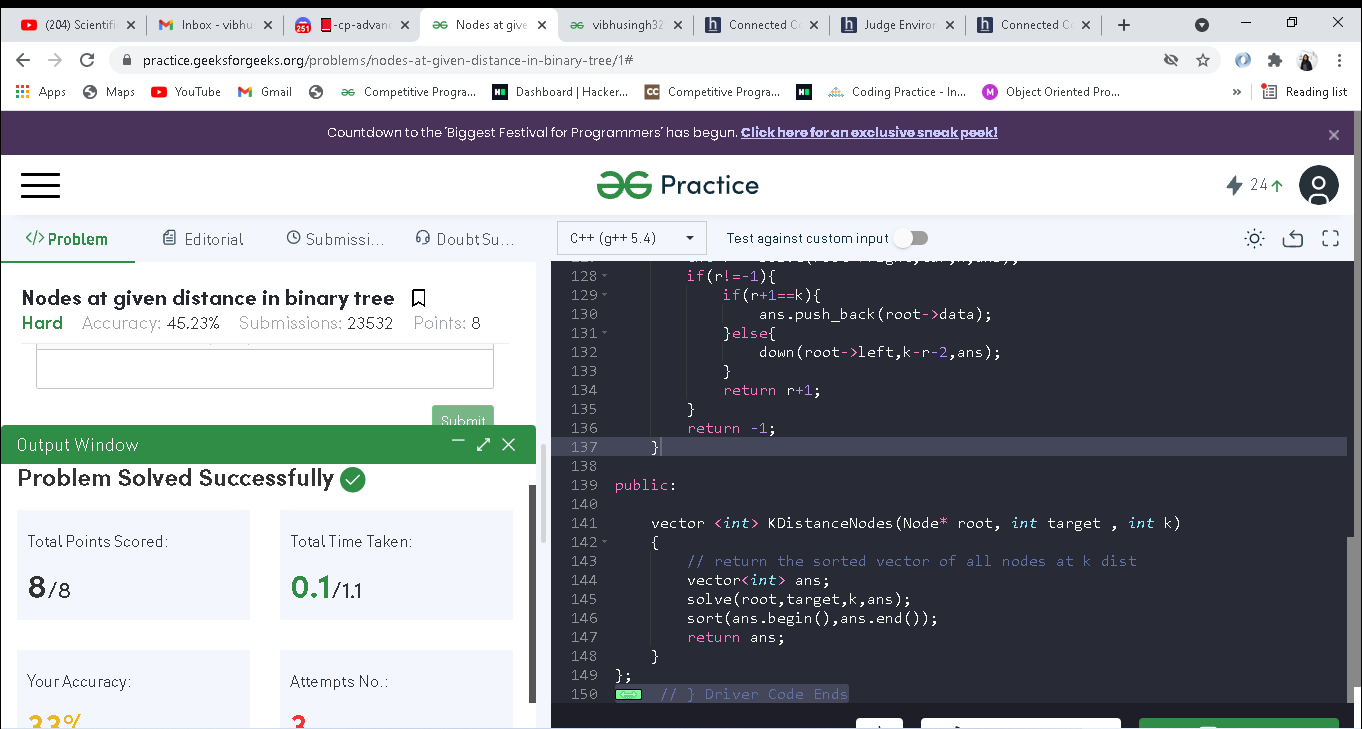 (204) Scientifi
Inbox - vibhu
251
-cp-advan
Nodes at give
vibhusingh32
Connected Co
Judge Environ
Connected Co
practice.geeksforgeeks.org/problems/nodes-at-given-distance-in-binary-tree/1#
Apps
Maps
YouTube
Gmail
Competitive Progra...
Dashboard | Hacker...
CC
Competitive Progra...
Coding Practice - In...
M
Object Oriented Pro...
»
Reading list
Countdown to the 'Biggest Festival for Programmers' has begun. Click here for an exclusive sneak peek!
Practice
24
</> Problem
Editorial
Submissi...
Doubt Su...
C++ (g++ 5.4)
Test against custom input
Nodes at given distance in binary tree
Hard Accuracy: 45.23% Submissions: 23532 Points: 8
Submit
Output Window
Problem Solved Successfully
Total Points Scored:
8/8
Total Time Taken:
0.1/1.1
Your Accuracy:
33%
Attempts No.:
3
128 if(r!=-1){
129 if(r+1==k){
130 ans.push_back(root->data);
131 }else{
132 down(root->left,k-r-2,ans);
133 }
134 return r+1;
135 }
136 return -1;
137 }
138
139 public:
140
141 vector <int> KDistanceNodes(Node* root, int target , int k)
142 {
143 // return the sorted vector of all nodes at k dist
144 vector<int> ans;
145 solve(root,target,k,ans);
146 sort(ans.begin(),ans.end());
147 return ans;
148 }
149 };
150 // } Driver Code Ends